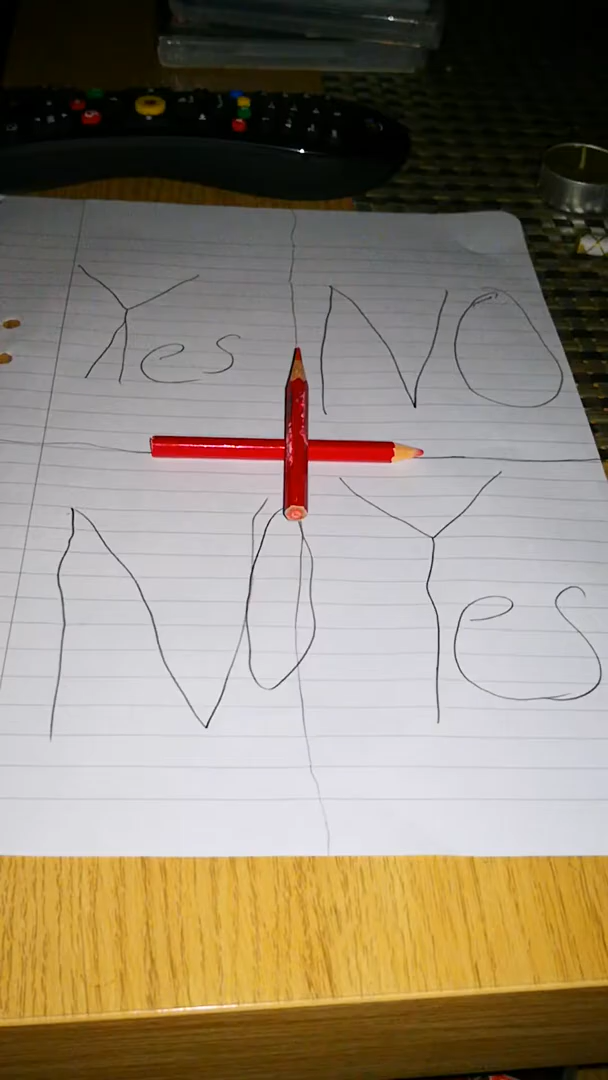 Yes NO
NO Yes